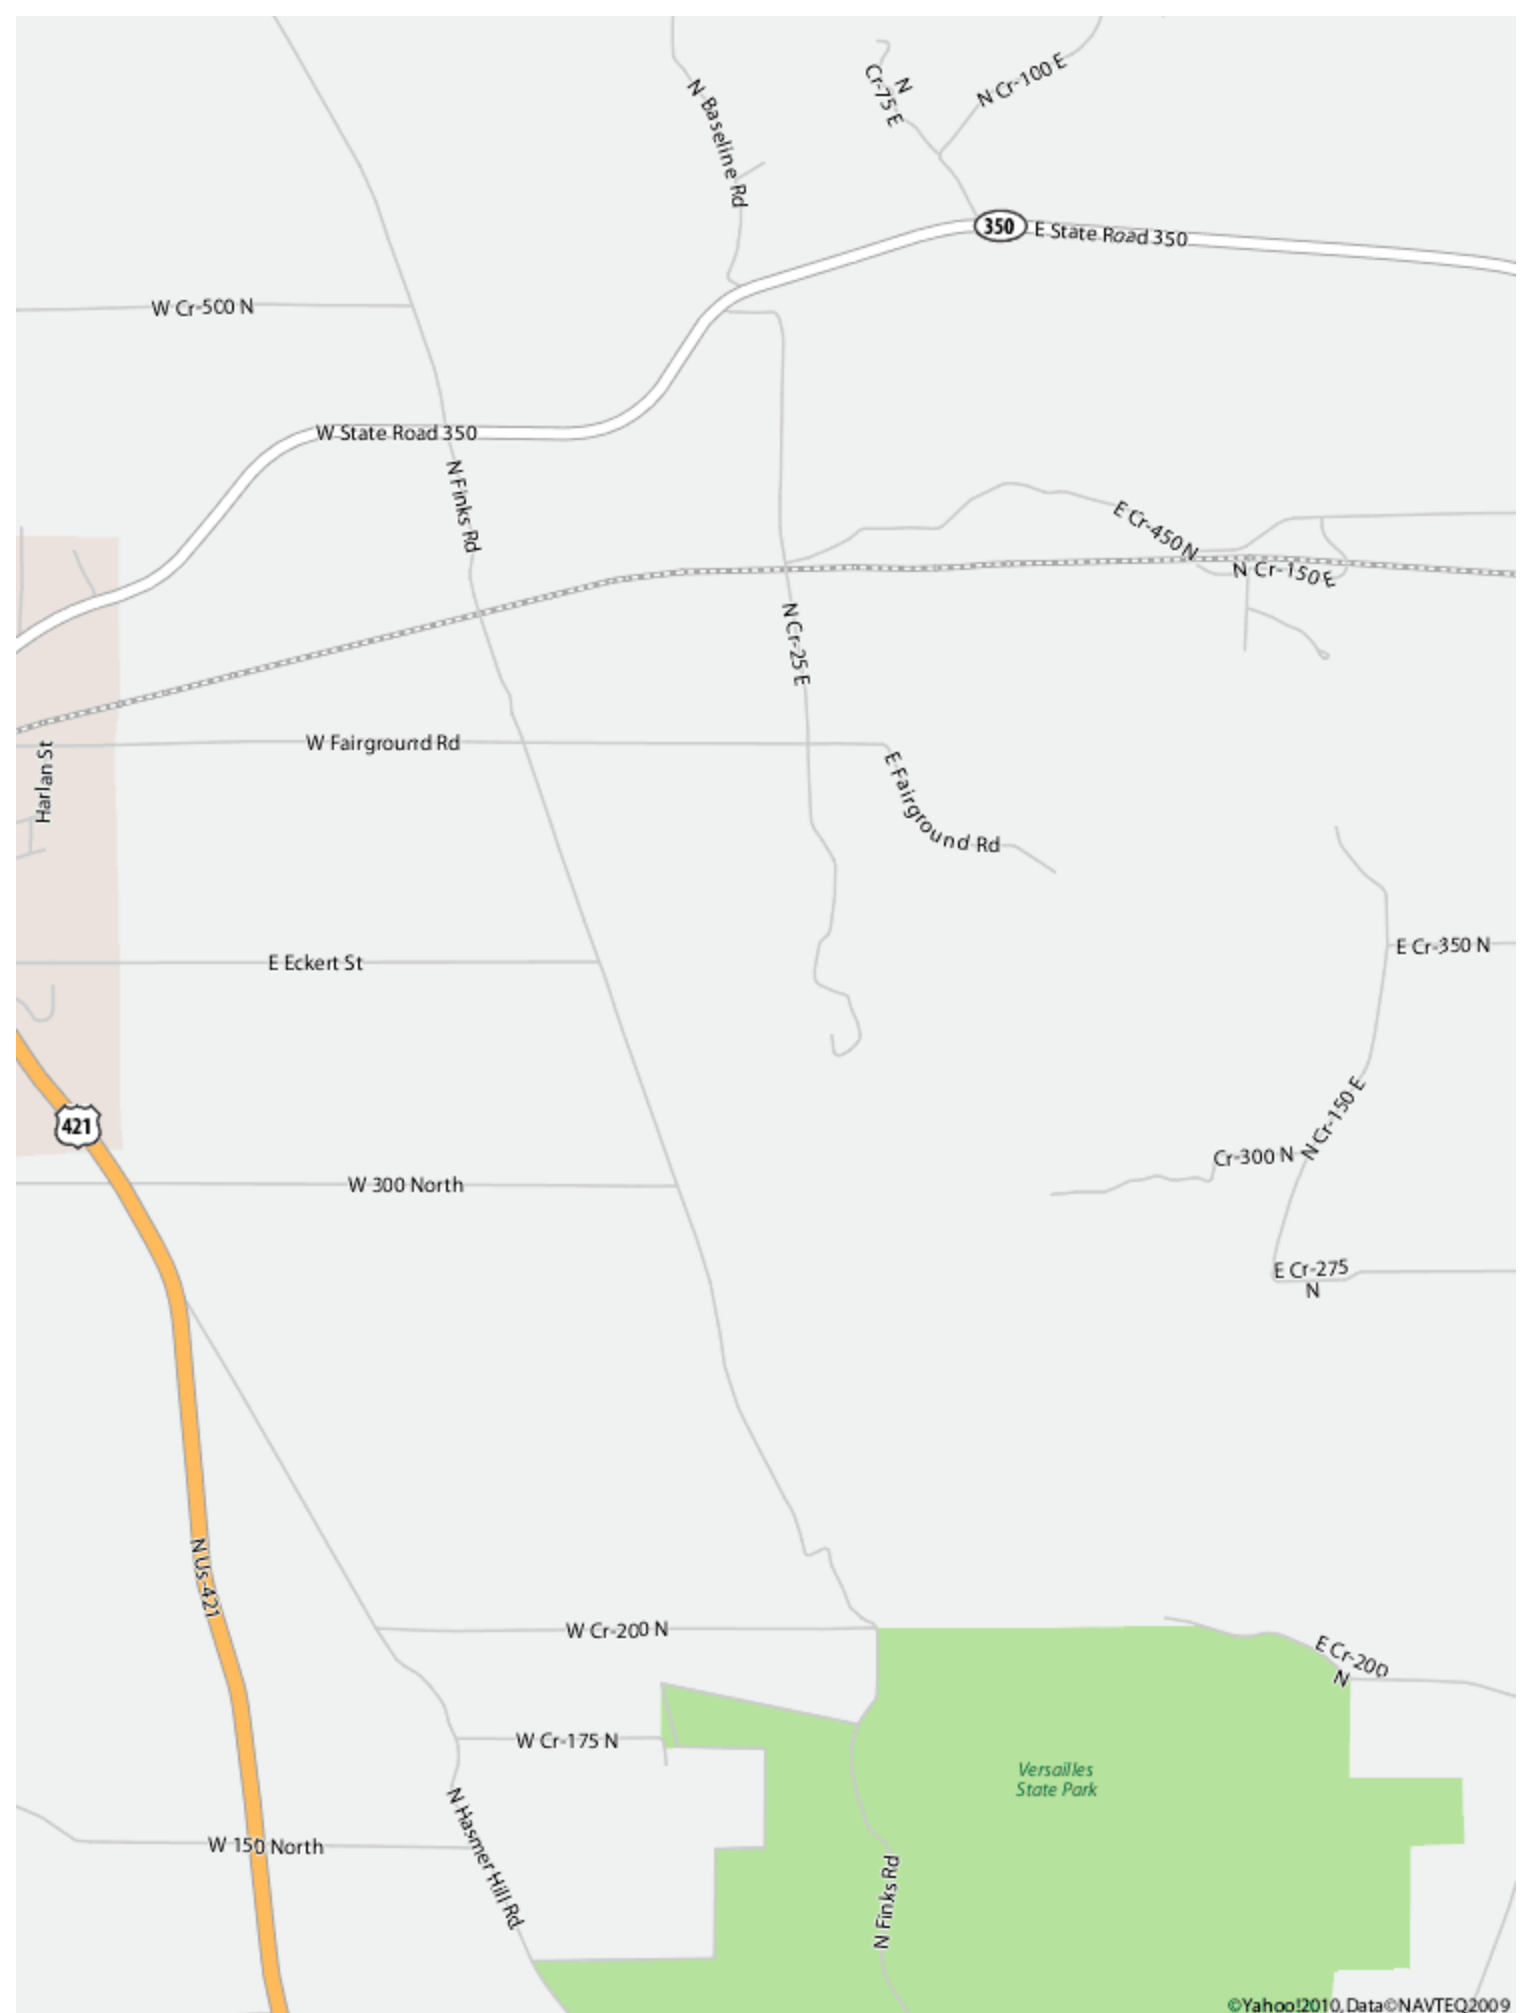 N Cr-100 E
N
Cr-75 E
N Baseline Rd
350
E State Road 350
W Cr-500 N
W State Road 350
N Finks Rd
E Cr-450 N
N Cr-150 E
N Cr-25 E
W Fairground Rd
Harlan St
E Fairground Rd
E Cr-350 N
E Eckert St
421
N Cr-150 E
Cr-300 N
W 300 North
E Cr-275
N
N Us-421
W Cr-200 N
E Cr-200
N
W Cr-175 N
Versailles
State Park
N Hasmer Hill Rd
W 150 North
N Finks Rd
©Yahoo!2010, Data©NAVTEQ2009